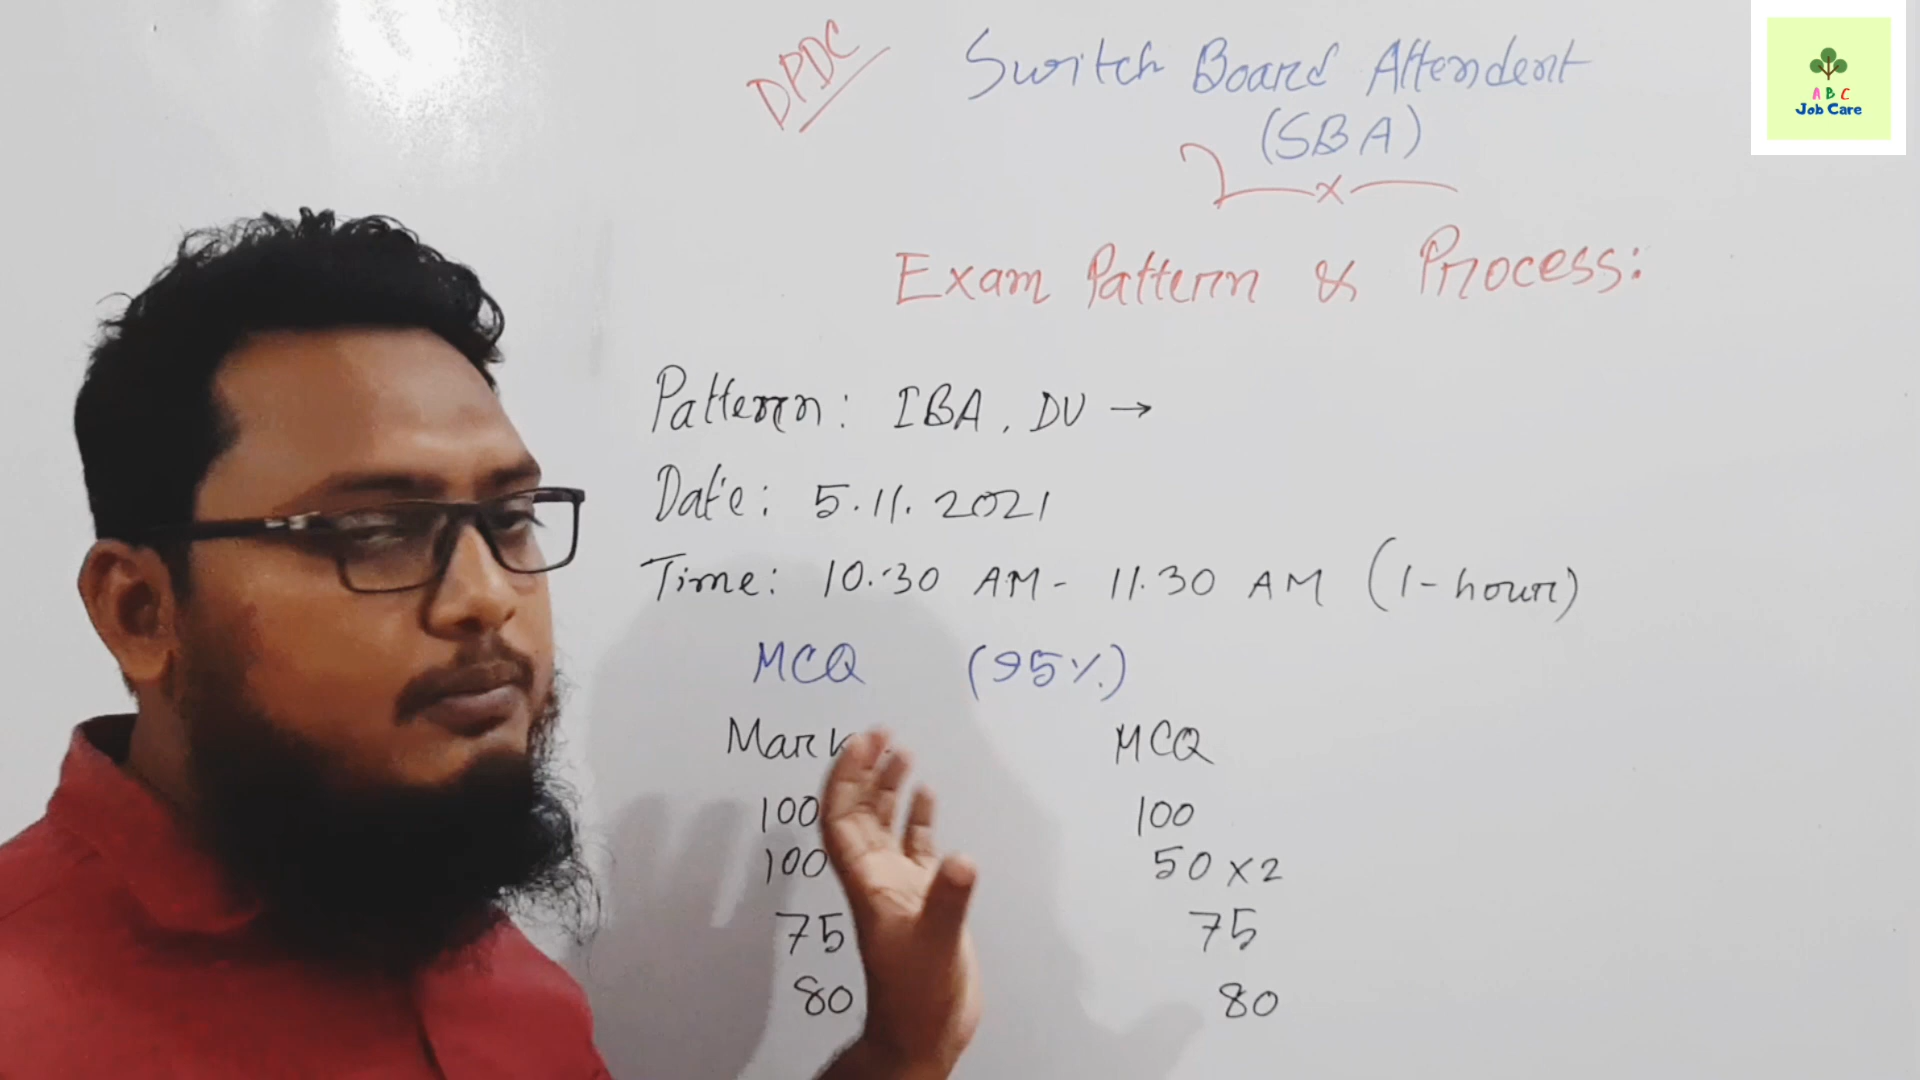 DPDC
Switch Board Attendent
(SBA)
x
Exam Pattern & Process:
Pattern: IBA, DU →
Date: 5.11.2021
Time: 10.30 AM - 11.30 AM (1-hour)
MCQ (95%)
MCQ
100 100
100 50 x 2
75 75
80 80
A B C
Job Care